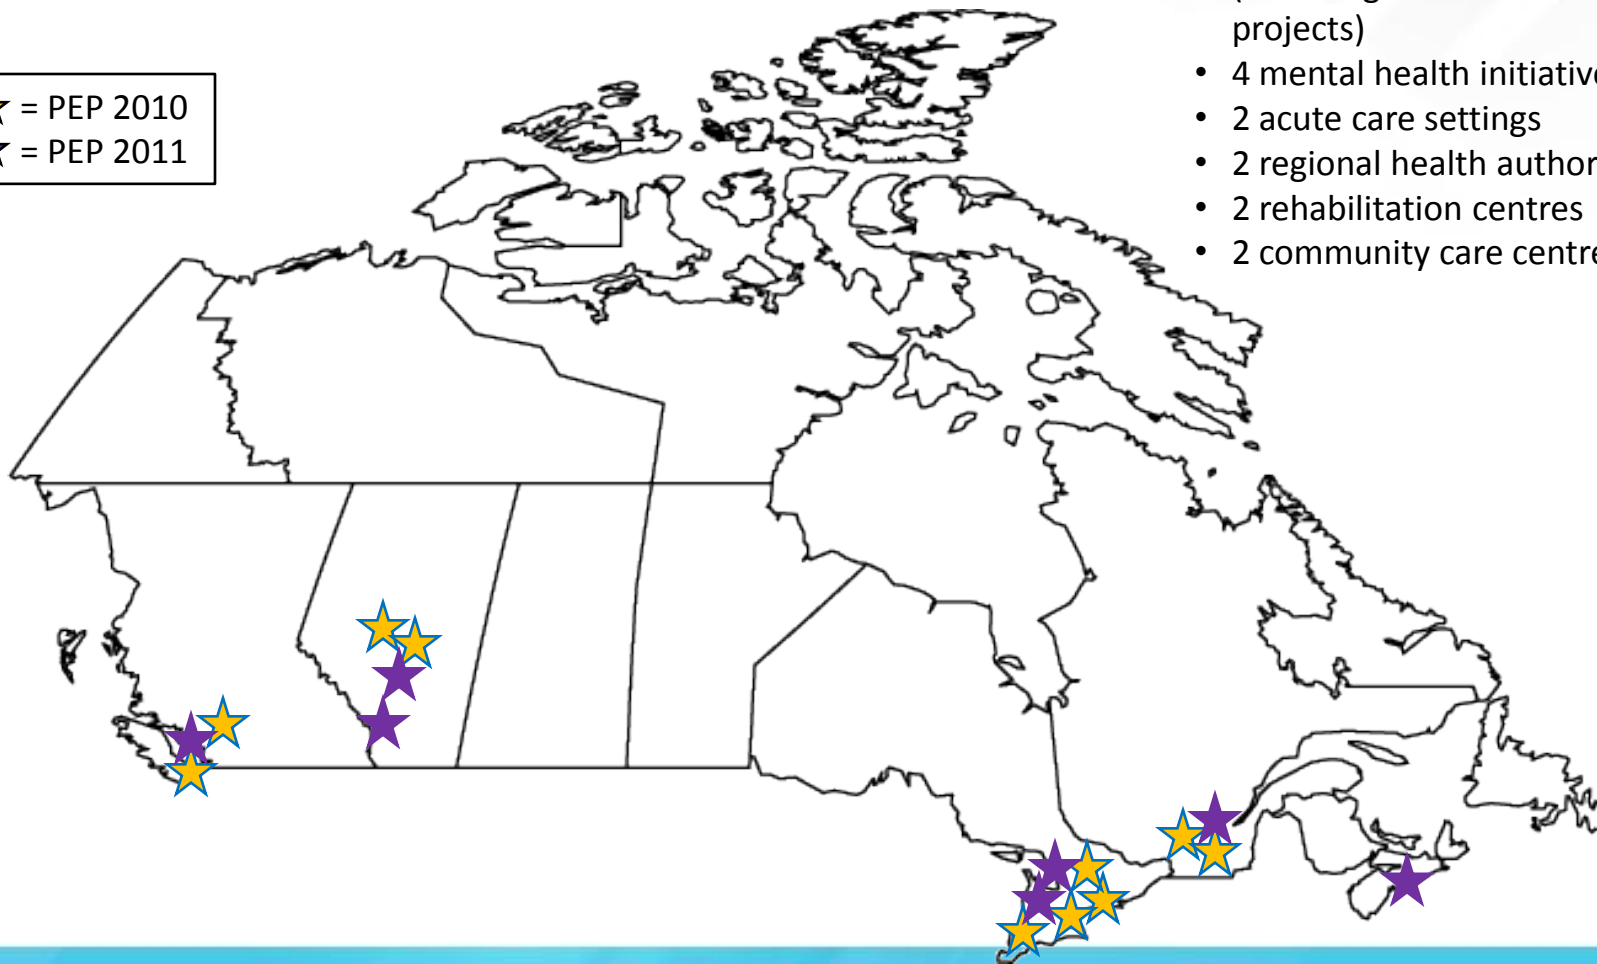 = PEP 2010
= PEP 2011
projects)
• 4 mental health initiative
• 2 acute care settings
• 2 regional health author
• 2 rehabilitation centres
• 2 community care centre